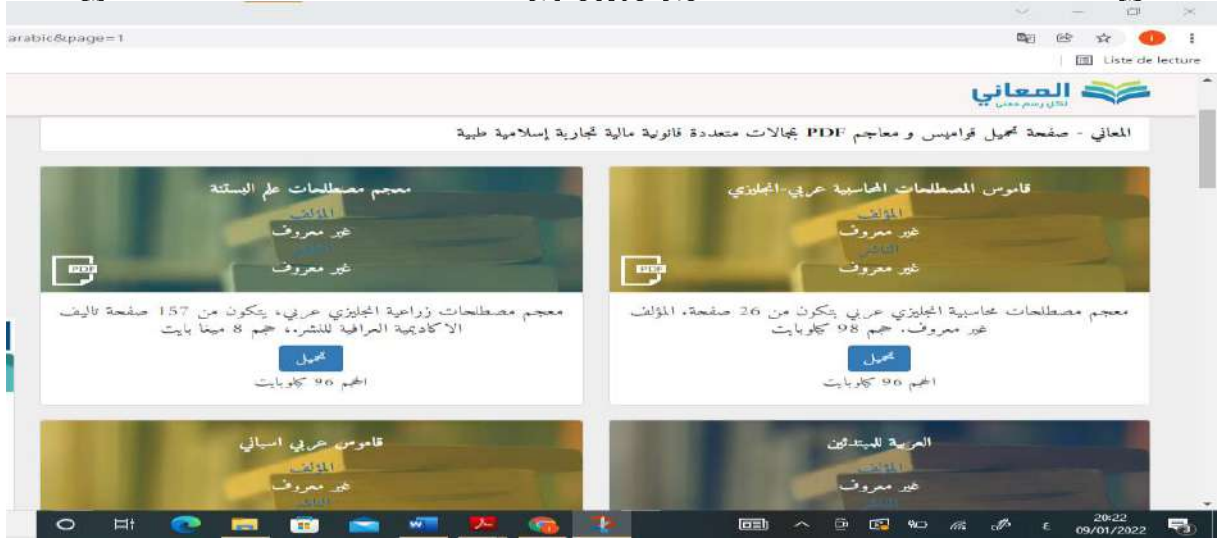 arabic&page=1
Liste de lecture
المعاني
لكل رسم معنى
المعاني - صفحة تحميل قواميس و معاجم PDF بمجالات متعددة قانونية مالية تجارية إسلامية طبية
قاموس المصطلحات المحاسبية عربي-انجليزي
المؤلف
غير معروف
الناشر
غير معروف
PDF
معجم مصطلحات محاسبية انجليزي عربي يتكون من 26 صفحة، المؤلف
غير معروف. حجم 98 كيلوبايت
تحميل
الحجم 96 كيلوبايت
معجم مصطلحات علم البستنة
المؤلف
غير معروف
الناشر
غير معروف
PDF
معجم مصطلحات زراعية انجليزي عربي، يتكون من 157 صفحة تاليف
الاكاديمية العراقية للنشر.، حجم 8 ميغا بايت
تحميل
الحجم 96 كيلوبايت
العربية للمبتدئين
المؤلف
غير معروف
قاموس عربي اسباني
المؤلف
غير معروف
الناشر
ع
20:22
09/01/2022